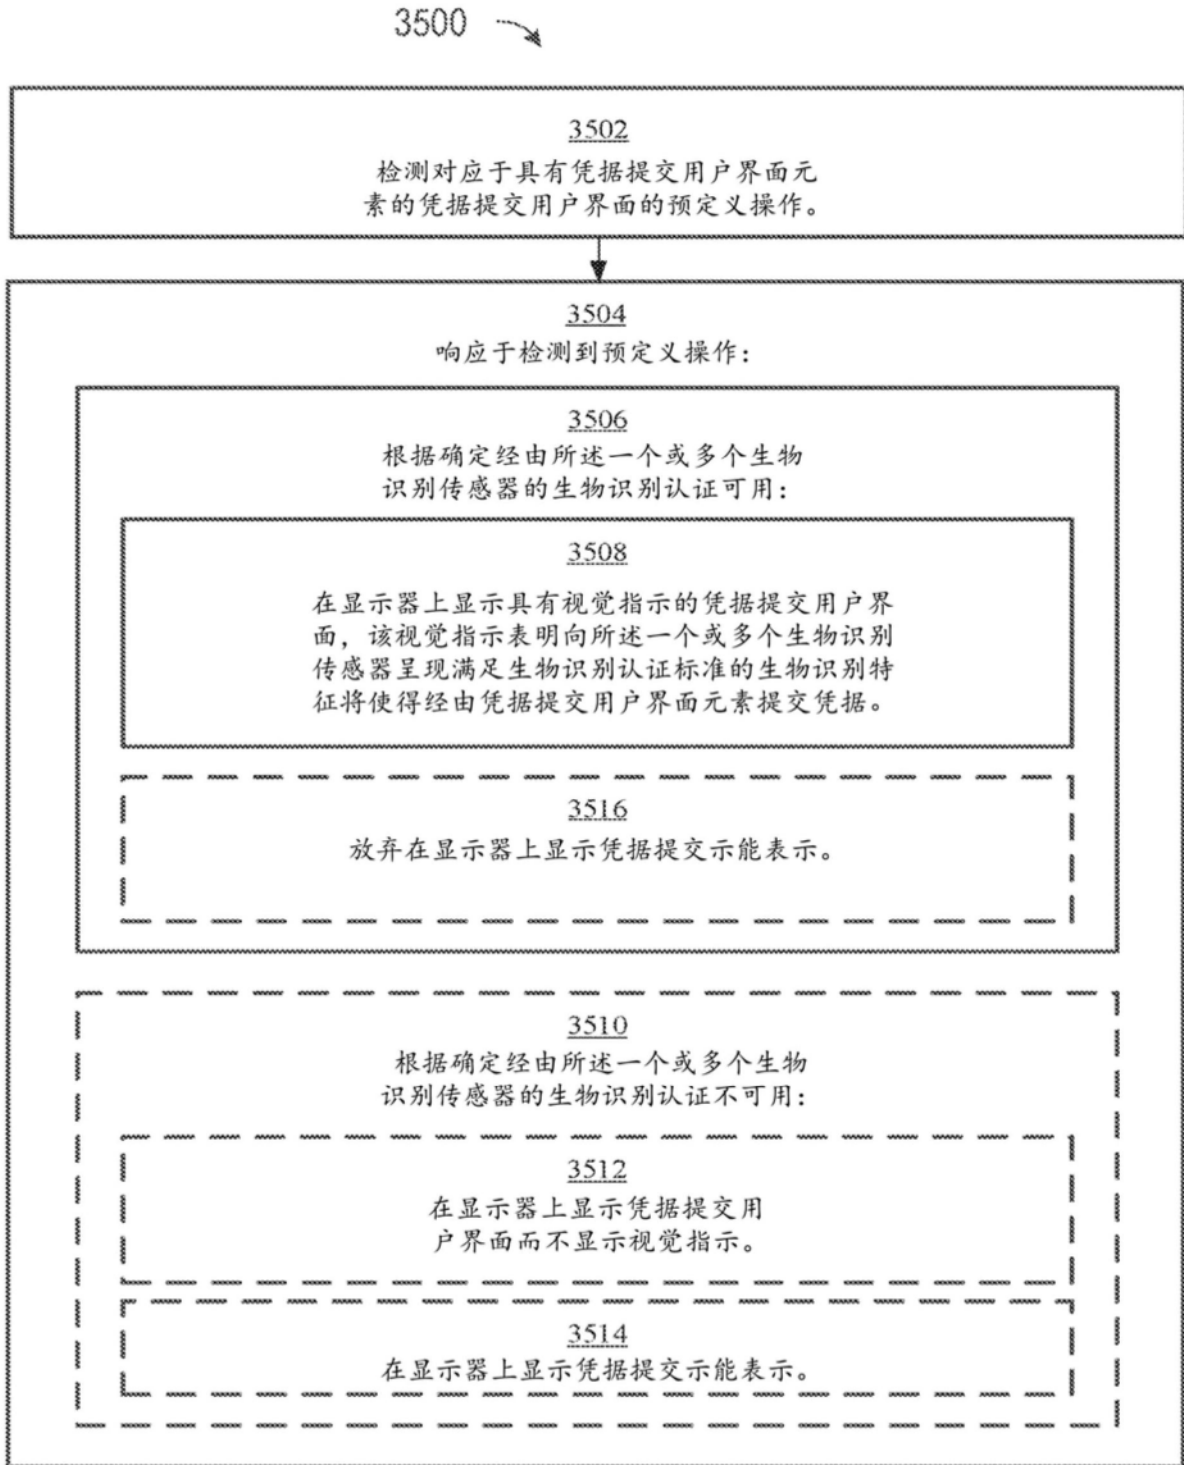 3500
3502
检测对应于具有凭据提交用户界面元
素的凭据提交用户界面的预定义操作。
3504
响应于检测到预定义操作：
3506
根据确定经由所述一个或多个生物
识别传感器的生物识别认证可用：
3508
在显示器上显示具有视觉指示的凭据提交用户界
面，该视觉指示表明向所述一个或多个生物识别
传感器呈现满足生物识别认证标准的生物识别特
征将使得经由凭据提交用户界面元素提交凭据。
3516
放弃在显示器上显示凭据提交示能表示。
3510
根据确定经由所述一个或多个生物
识别传感器的生物识别认证不可用：
3512
在显示器上显示凭据提交用
户界面而不显示视觉指示。
3514
在显示器上显示凭据提交示能表示。